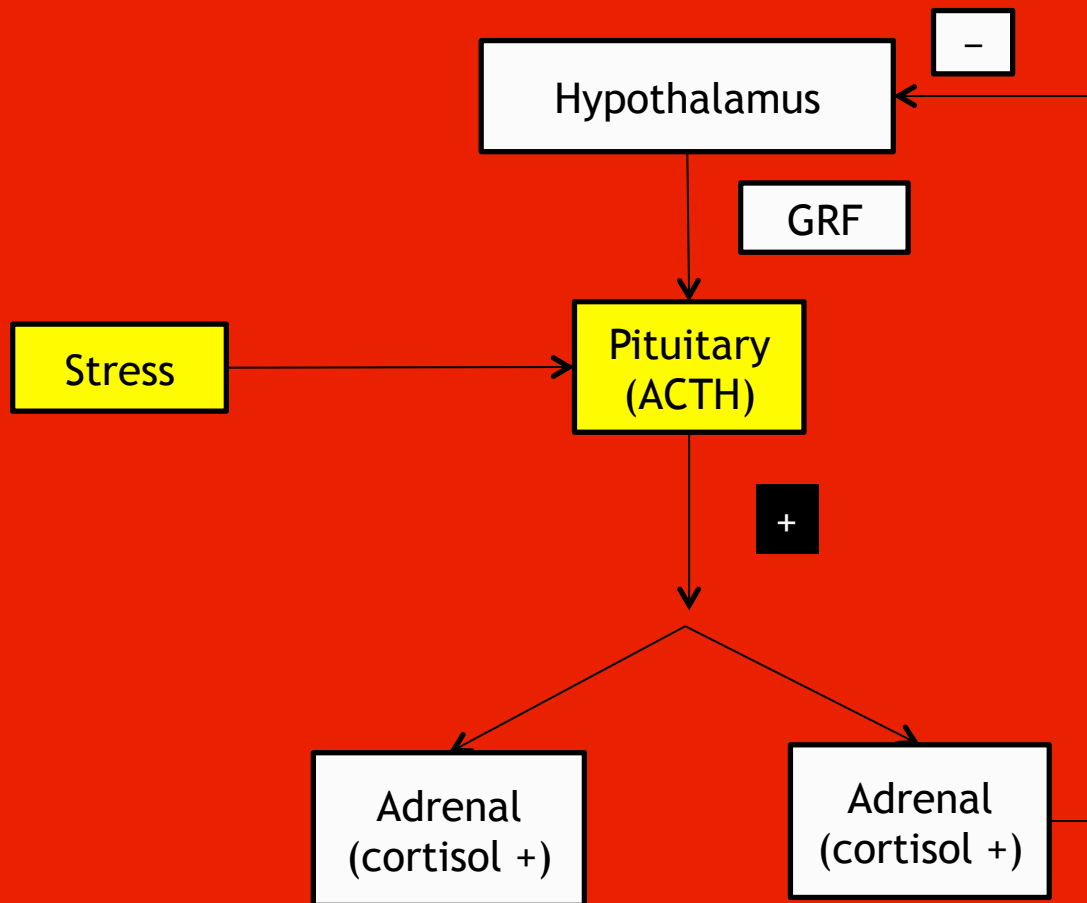 –
Hypothalamus
GRF
Stress
Pituitary
(ACTH)
+
Adrenal
(cortisol +)
Adrenal
(cortisol +)